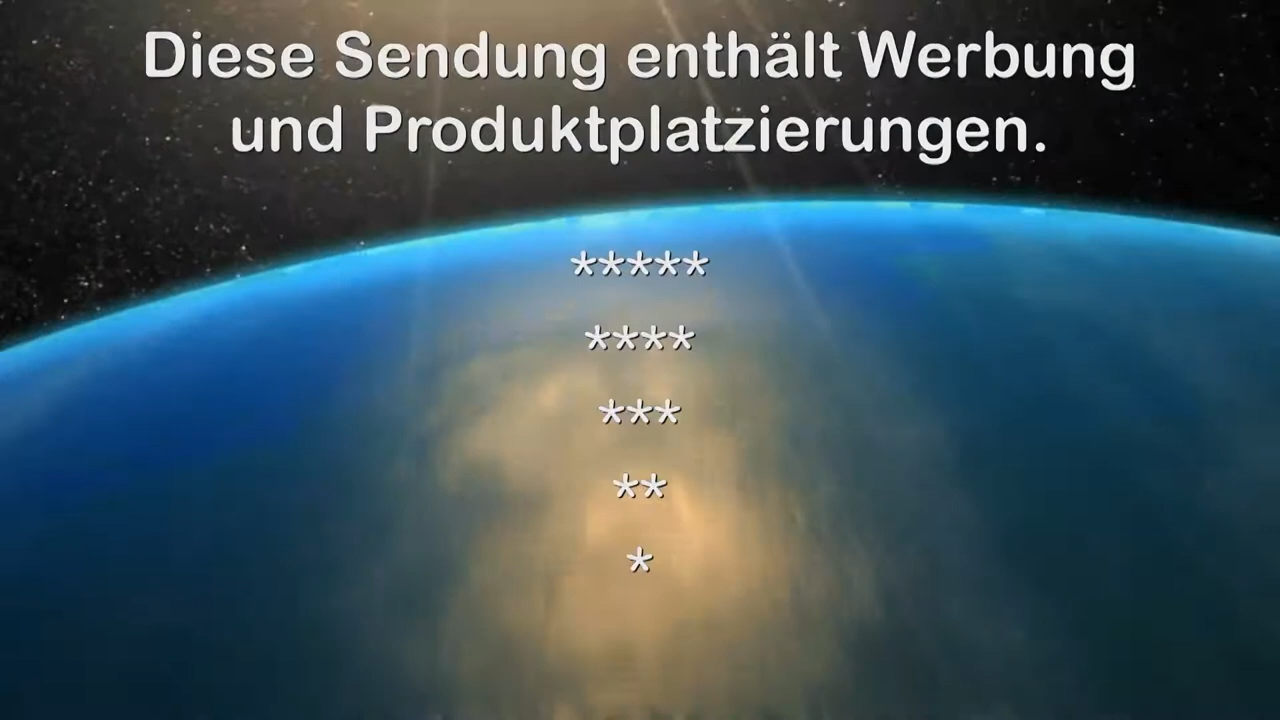 Diese Sendung enthält Werbung
und Produktplatzierungen.
*****
****
***
**
*